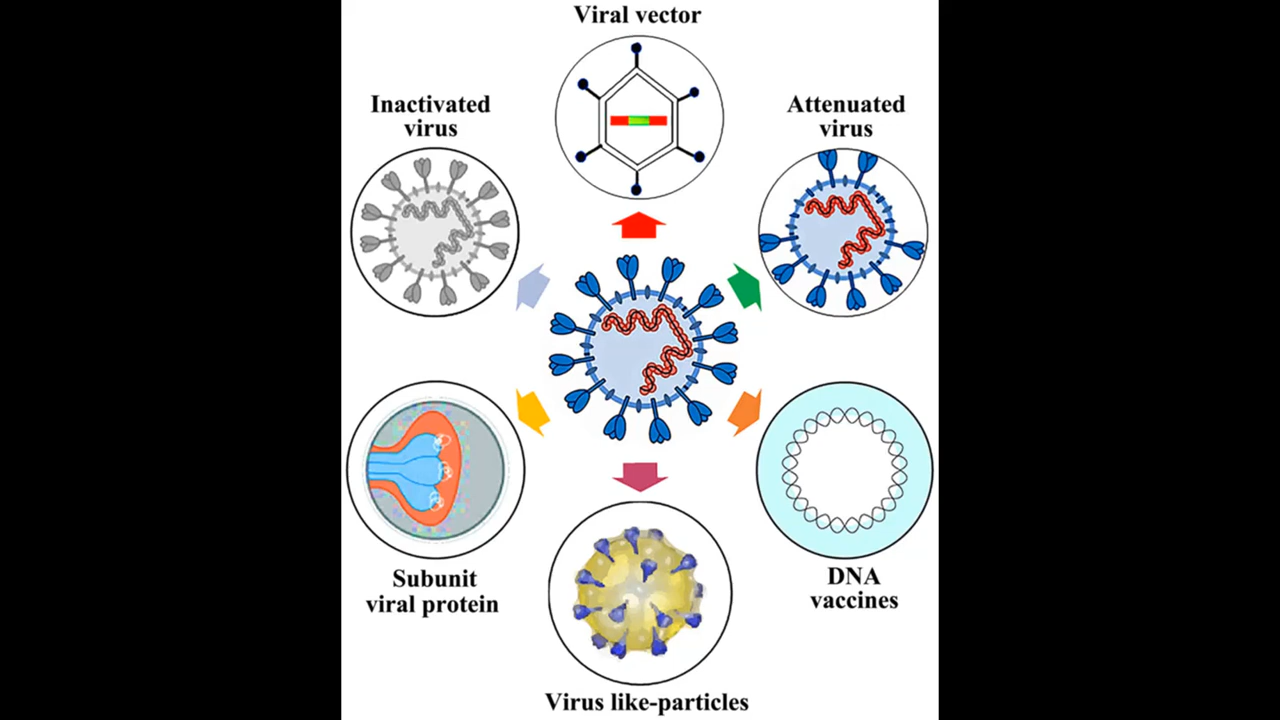 Viral vector
Inactivated
virus
Attenuated
virus
Subunit
viral protein
DNA
vaccines
Virus like-particles